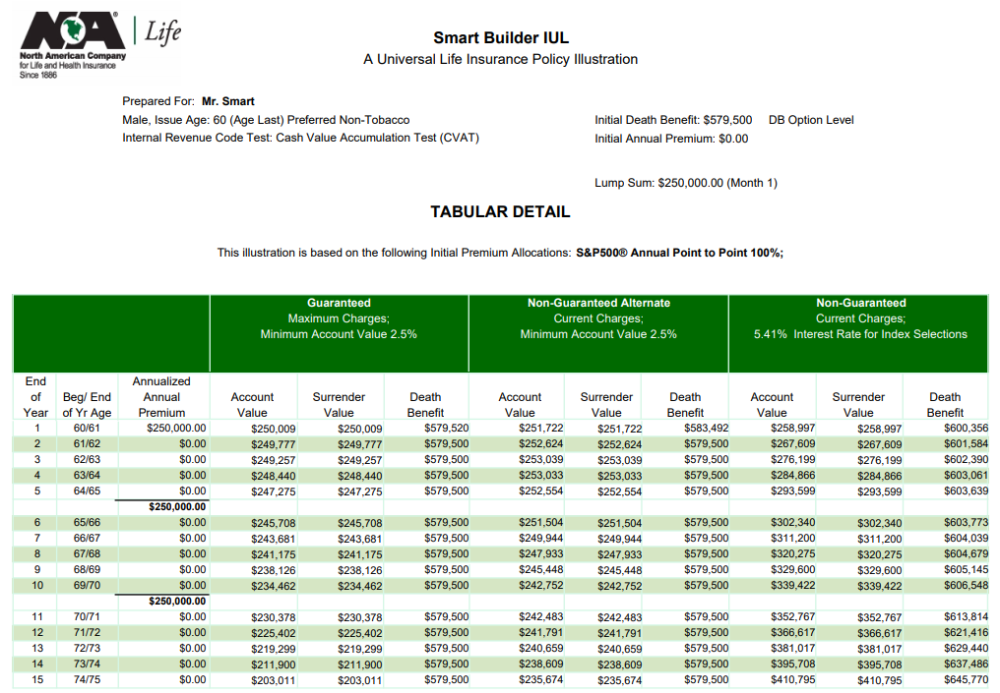 NACA | Life
North American Company®
for Life and Health Insurance
Since 1886
Smart Builder IUL
A Universal Life Insurance Policy Illustration
Prepared For: Mr. Smart
Male, Issue Age: 60 (Age Last) Preferred Non-Tobacco
Internal Revenue Code Test: Cash Value Accumulation Test (CVAT)
Initial Death Benefit: $579,500 DB Option Level
Initial Annual Premium: $0.00
Lump Sum: $250,000.00 (Month 1)
TABULAR DETAIL
This illustration is based on the following Initial Premium Allocations: S&P500® Annual Point to Point 100%;
Guaranteed Non-Guaranteed Alternate Non-Guaranteed
Maximum Charges; Current Charges; Current Charges;
Minimum Account Value 2.5% Minimum Account Value 2.5% 5.41% Interest Rate for Index Selections
End Annualized
of Beg/ End Annual Account Surrender Death Account Surrender Death Account Surrender Death
Year of Yr Age Premium Value Value Benefit Value Value Benefit Value Value Benefit
1 60/61 $250,000.00 $250,009 $250,009 $579,520 $251,722 $251,722 $583,492 $258,997 $258,997 $600,356
2 61/62 $0.00 $249,777 $249,777 $579,500 $252,624 $252,624 $579,500 $267,609 $267,609 $601,584
3 62/63 $0.00 $249,257 $249,257 $579,500 $253,039 $253,039 $579,500 $276,199 $276,199 $602,390
4 63/64 $0.00 $248,440 $248,440 $579,500 $253,033 $253,033 $579,500 $284,866 $284,866 $603,061
5 64/65 $0.00 $247,275 $247,275 $579,500 $252,554 $252,554 $579,500 $293,599 $293,599 $603,639
$250,000.00
6 65/66 $0.00 $245,708 $245,708 $579,500 $251,504 $251,504 $579,500 $302,340 $302,340 $603,773
7 66/67 $0.00 $243,681 $243,681 $579,500 $249,944 $249,944 $579,500 $311,200 $311,200 $604,039
8 67/68 $0.00 $241,175 $241,175 $579,500 $247,933 $247,933 $579,500 $320,275 $320,275 $604,679
9 68/69 $0.00 $238,126 $238,126 $579,500 $245,448 $245,448 $579,500 $329,600 $329,600 $605,145
10 69/70 $0.00 $234,462 $234,462 $579,500 $242,752 $242,752 $579,500 $339,422 $339,422 $606,548
$250,000.00
11 70/71 $0.00 $230,378 $230,378 $579,500 $242,483 $242,483 $579,500 $352,767 $352,767 $613,814
12 71/72 $0.00 $225,402 $225,402 $579,500 $241,791 $241,791 $579,500 $366,617 $366,617 $621,416
13 72/73 $0.00 $219,299 $219,299 $579,500 $240,659 $240,659 $579,500 $381,017 $381,017 $629,440
14 73/74 $0.00 $211,900 $211,900 $579,500 $238,609 $238,609 $579,500 $395,708 $395,708 $637,486
15 74/75 $0.00 $203,011 $203,011 $579,500 $235,674 $235,674 $579,500 $410,795 $410,795 $645,770